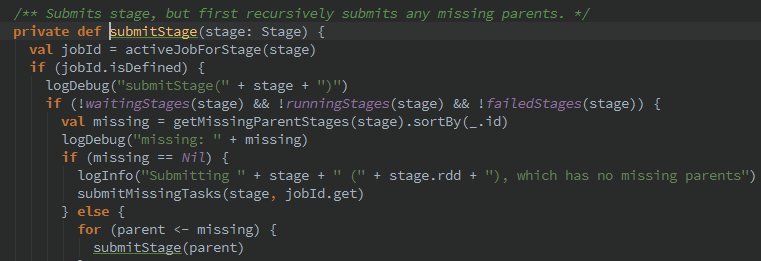 /** Submits stage, but first recursively submits any missing parents. */
private def submitStage(stage: Stage) {
val jobId = activeJobForStage(stage)
if (jobId.isDefined) {
logDebug("submitStage(" + stage + ")")
if (!waitingStages(stage) && !runningStages(stage) && !failedStages(stage)) {
val missing = getMissingParentStages(stage).sortBy(_.id)
logDebug("missing: " + missing)
if (missing == Nil) {
logInfo("Submitting " + stage + " (" + stage.rdd + "), which has no missing parents")
submitMissingTasks(stage, jobId.get)
} else {
for (parent <- missing) {
submitStage(parent)